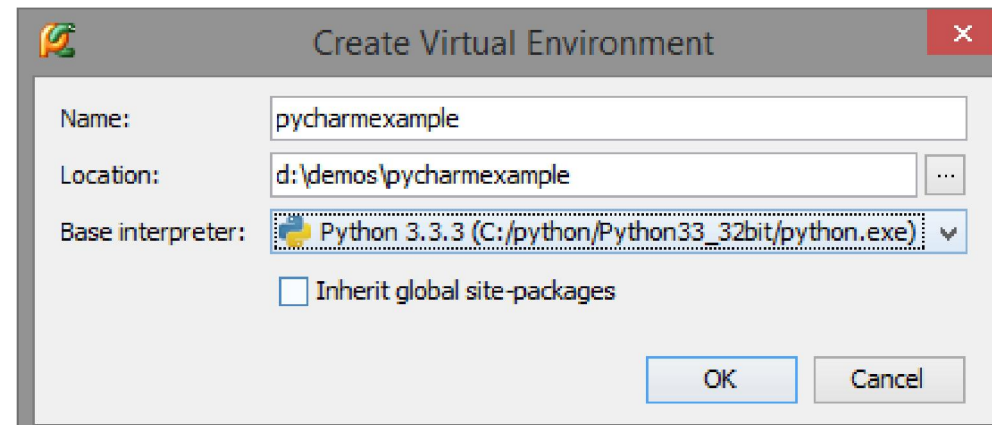 Create Virtual Environment
Name: pycharmexample
Location: d:\demos\pycharmexample ...
Base interpreter: Python 3.3.3 (C:/python/Python33_32bit/python.exe)
Inherit global site-packages
OK Cancel